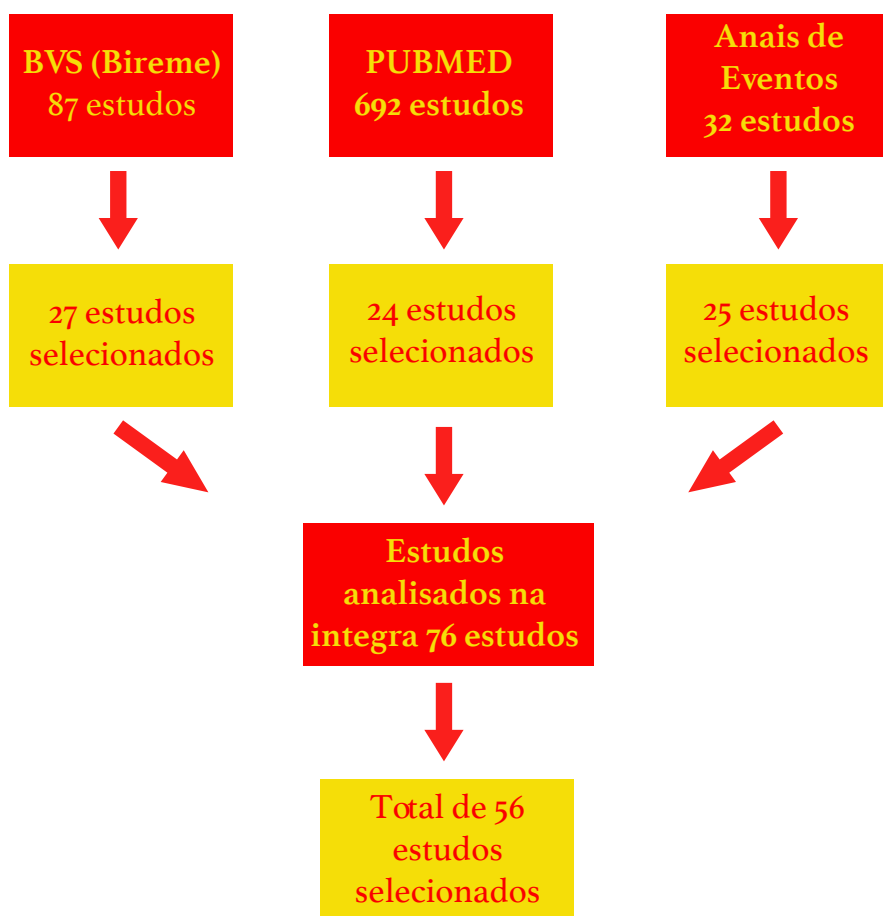 BVS (Bireme)
87 estudos
PUBMED
692 estudos
Anais de
Eventos
32 estudos
27 estudos
selecionados
24 estudos
selecionados
25 estudos
selecionados
Estudos
analisados na
integra 76 estudos
Total de 56
estudos
selecionados